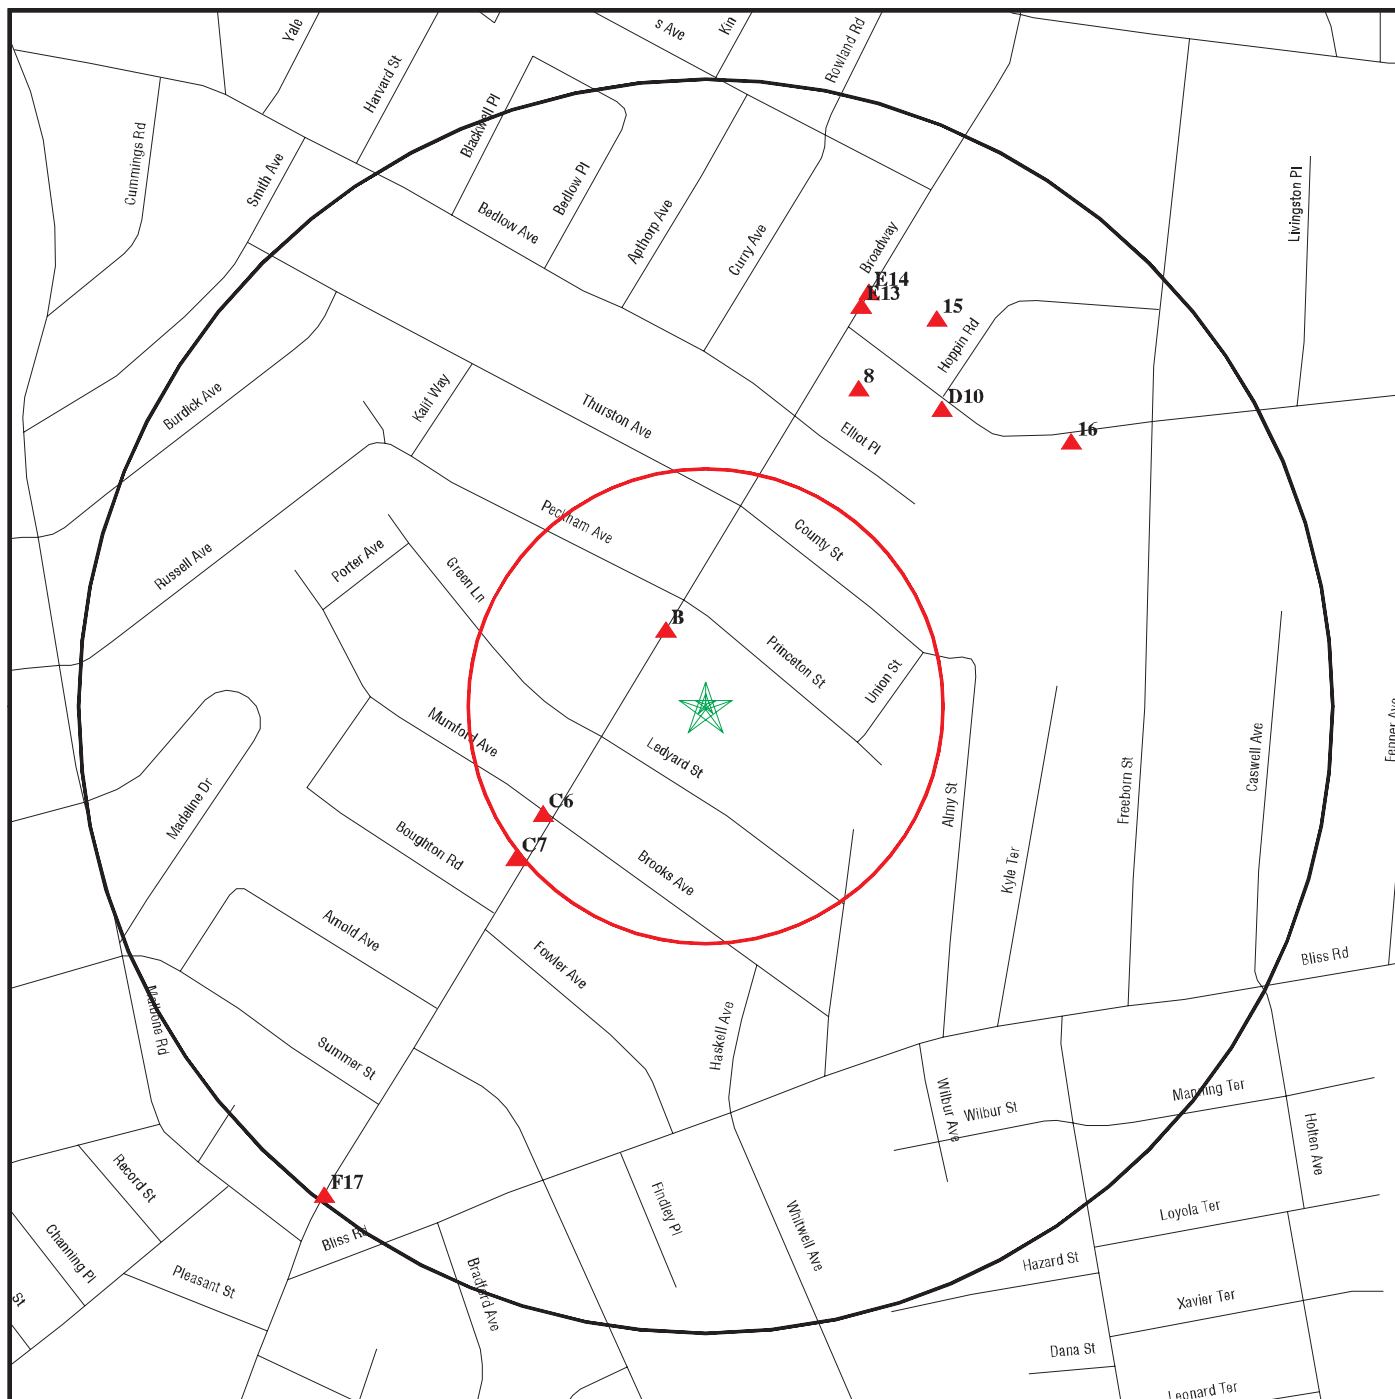 Yale
s Ave
Kin
Rowland Rd
Harvard St
Blackwell Pl
Cummings Rd
Smith Ave
Bedlow Pl
Bedlow Ave
Apthorp Ave
Curry Ave
Broadway
Livingston Pl
E14
E13
15
Hoppin Rd
8
D10
16
Burdick Ave
Kalif Way
Thurston Ave
Elliot Pl
Peckham Ave
County St
Russell Ave
Porter Ave
Green Ln
B
Princeton St
Union St
Mumford Ave
Ledyard St
Madeline Dr
Fenner Ave
Caswell Ave
Freeborn St
Almy St
C6
C7
Boughton Rd
Brooks Ave
Kyle Ter
Arnold Ave
Fowler Ave
Bliss Rd
Malbone Rd
Haskell Ave
Summer St
Wilbur Ave
Wilbur St
Manning Ter
Holten Ave
Record St
F17
Findley Pl
Whitwell Ave
Loyola Ter
Channing Pl
Bliss Rd
Pleasant St
Bradford Ave
Hazard St
St
Xavier Ter
Dana St
Leonard Ter